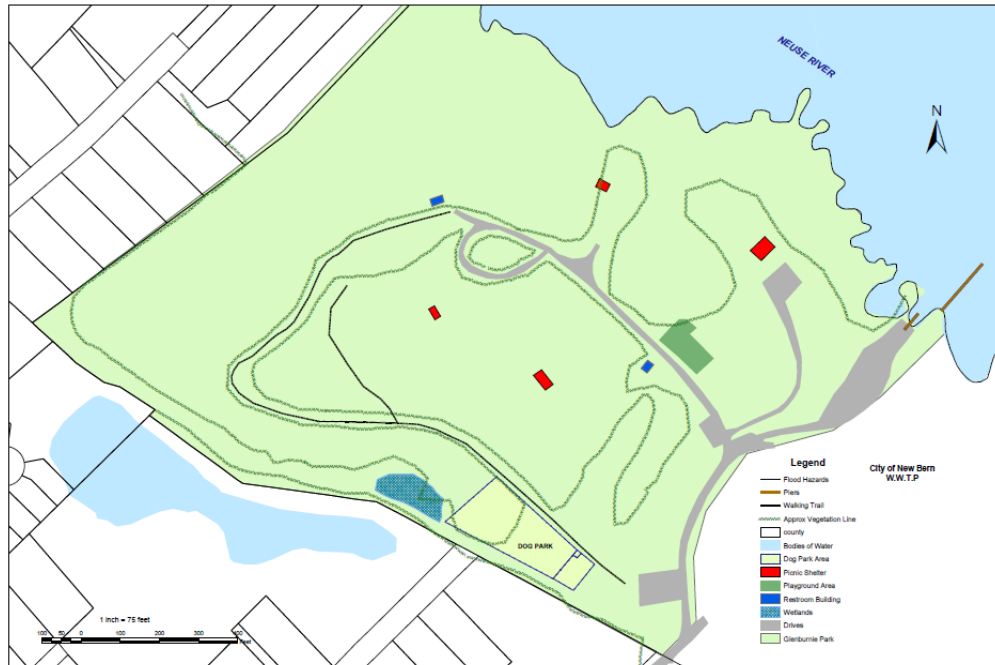 NEUSE RIVER
N
DOG PARK
Legend
Flood Hazards
Piers
Walking Trail
Approx Vegetation Line
county
Bodies of Water
Dog Park Area
Picnic Shelter
Playground Area
Restroom Building
Wetlands
Drives
Glenburnie Park
City of New Bern
W.W.T.P
1 inch = 75 feet
100 50 0 100 200 300 400
Feet